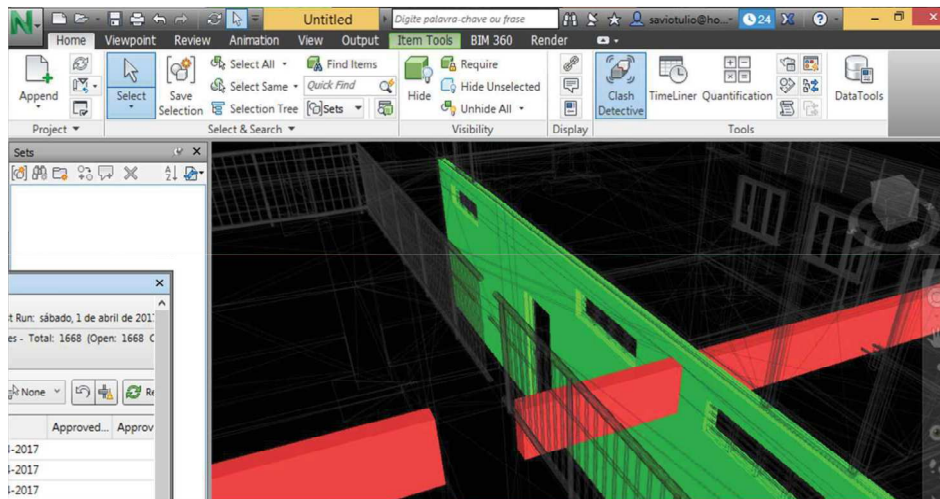 N Untitled Digite palavra-chave ou frase saviotulio@ho... 24
Home Viewpoint Review Animation View Output Item Tools BIM 360 Render
Append Select Save Selection Select All Select Same Selection Tree Find Items Quick Find Sets Hide Require Hide Unselected Unhide All Clash Detective TimeLiner Quantification DataTools
Project Select & Search Visibility Display Tools
Sets
st Run: sábado, 1 de abril de 201
es - Total: 1668 (Open: 1668 C
None Re
Approved... Approv
-2017
-2017
-2017